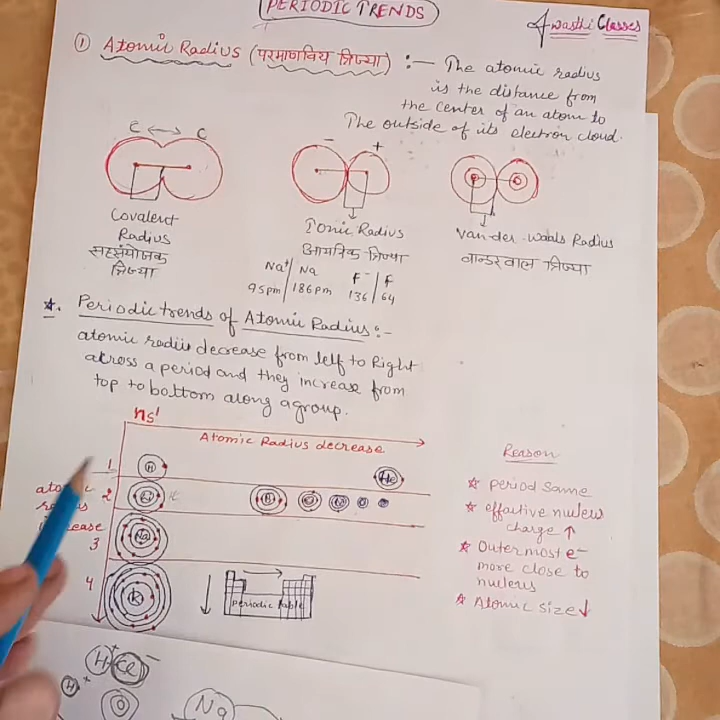 PERIODIC TRENDS
Awasthi Classes
① Atomic Radius (परमाणविय त्रिज्या) :— The atomic radius
is the distance from
the center of an atom to
The outside of its electron cloud.
C ↔ C
- +
Covalent
Radius
सहसंयोजक
त्रिज्या
Ionic Radius
आयनिक त्रिज्या
Na⁺ / Na F⁻ / F
95pm / 186pm 136 / 64
Vander-waals Radius
वान्डरवाल त्रिज्या
*. Periodic trends of Atomic Radius:-
atomic radii decrease from left to Right
across a period and they increase from
top to bottom along a group.
ns¹
Atomic Radius decrease
1 H He
2 Li
3 Na
4 K
periodic table
Reason
☆ period same
☆ effective nuclew
charge ↑
☆ Outermost e-
more close to
nucleus
☆ Atomic size ↓
H⁺ Cl⁻
H⁺
O
Na